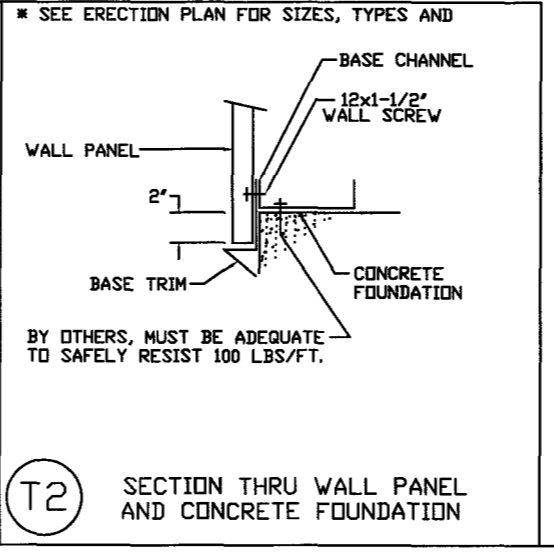 * SEE ERECTION PLAN FOR SIZES, TYPES AND
BASE CHANNEL
12x1-1/2"
WALL SCREW
WALL PANEL
2"
BASE TRIM
CONCRETE
FOUNDATION
BY OTHERS, MUST BE ADEQUATE
TO SAFELY RESIST 100 LBS/FT.
T2
SECTION THRU WALL PANEL
AND CONCRETE FOUNDATION